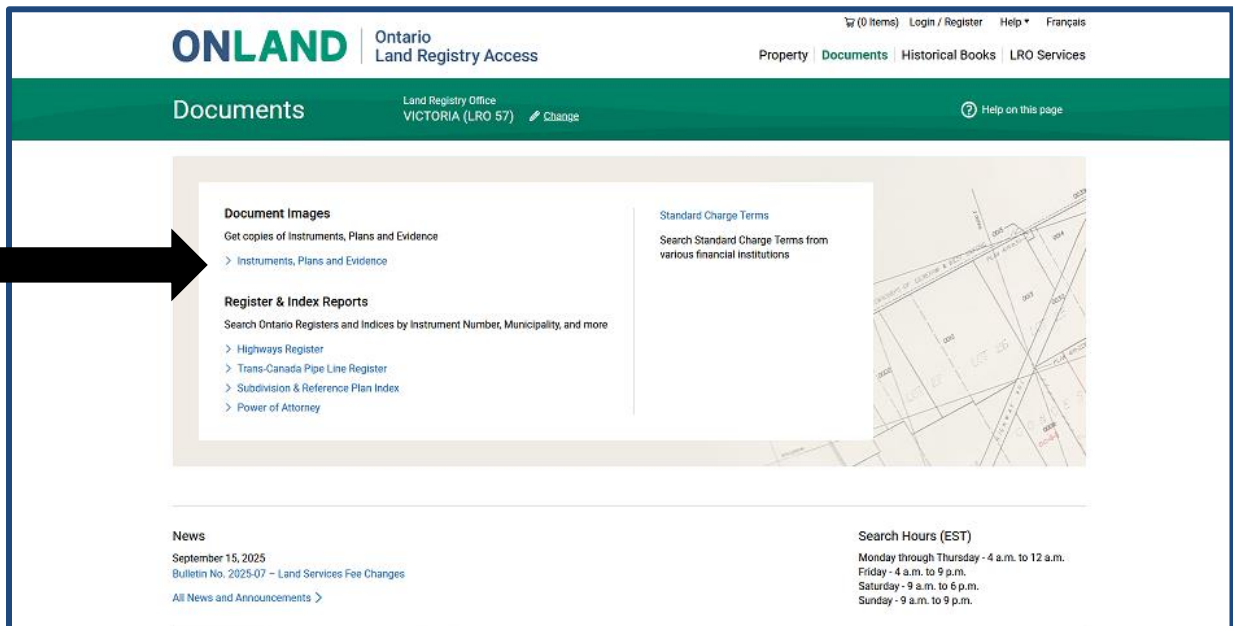 (0 Items) Login / Register Help Français
ONLAND
Ontario
Land Registry Access
Property Documents Historical Books LRO Services
Documents
Land Registry Office
VICTORIA (LRO 57) Change
Help on this page
Document Images
Get copies of Instruments, Plans and Evidence
> Instruments, Plans and Evidence
Register & Index Reports
Search Ontario Registers and Indices by Instrument Number, Municipality, and more
> Highways Register
> Trans-Canada Pipe Line Register
> Subdivision & Reference Plan Index
> Power of Attorney
Standard Charge Terms
Search Standard Charge Terms from
various financial institutions
News
September 15, 2025
Bulletin No. 2025-07 – Land Services Fee Changes
All News and Announcements >
Search Hours (EST)
Monday through Thursday - 4 a.m. to 12 a.m.
Friday - 4 a.m. to 9 p.m.
Saturday - 9 a.m. to 6 p.m.
Sunday - 9 a.m. to 9 p.m.